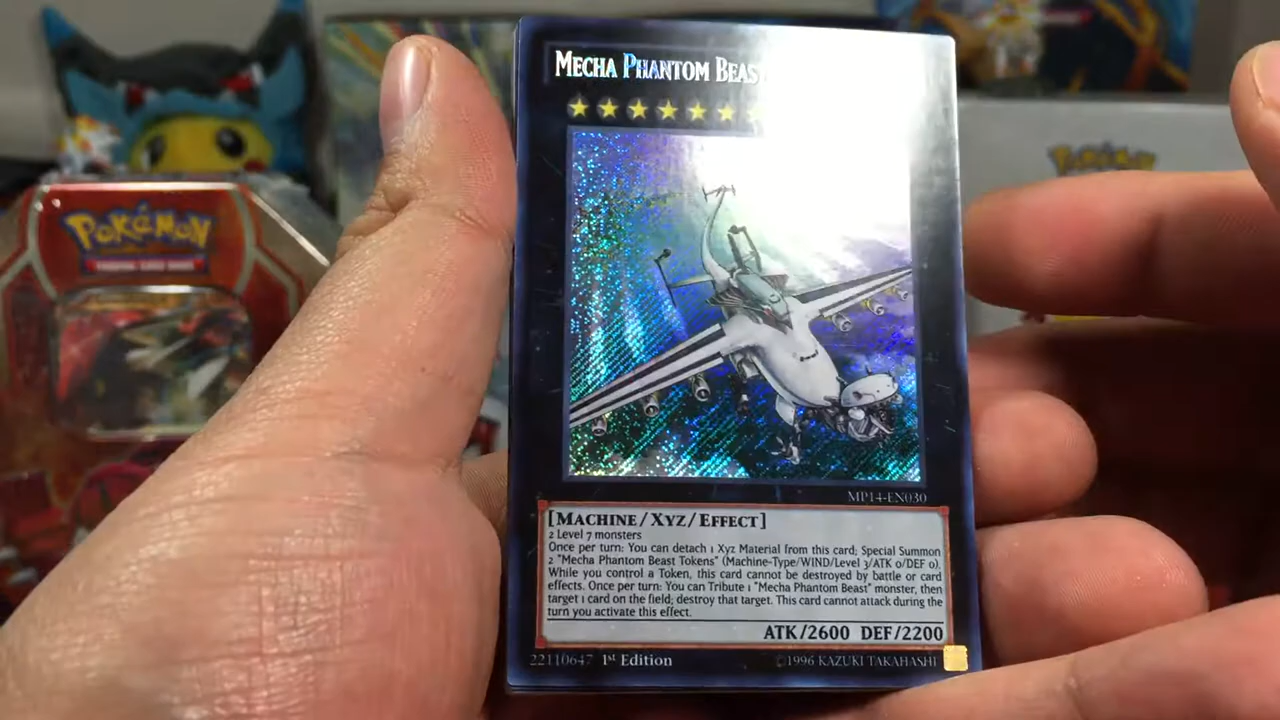 MECHA PHANTOM BEAST
MP14-EN030
[MACHINE/XYZ/EFFECT]
2 Level 7 monsters
Once per turn: You can detach 1 Xyz Material from this card; Special Summon
2 "Mecha Phantom Beast Tokens" (Machine-Type/WIND/Level 3/ATK 0/DEF 0).
While you control a Token, this card cannot be destroyed by battle or card
effects. Once per turn: You can Tribute 1 "Mecha Phantom Beast" monster, then
target 1 card on the field; destroy that target. This card cannot attack during the
turn you activate this effect.
ATK/2600 DEF/2200
22110647 1st Edition ©1996 KAZUKI TAKAHASHI
POKéMON
TRADING CARD GAME
POKéMON